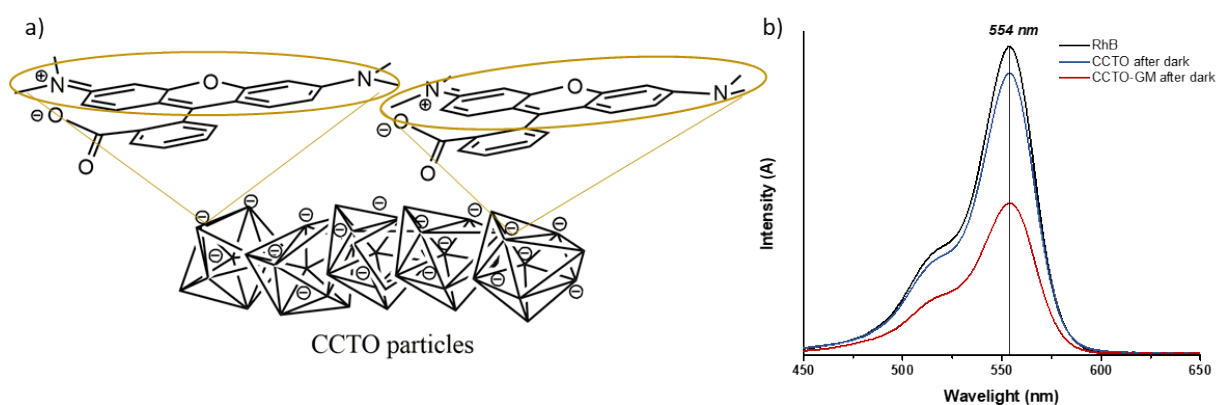 a)
b)
554 nm
RhB
CCTO after dark
CCTO-GM after dark
N
⊕
O
N
⊖
O
O
N
⊕
O
N
⊖
O
O
⊖ ⊖ ⊖ ⊖ ⊖ ⊖ ⊖ ⊖ ⊖ ⊖ ⊖ ⊖ ⊖ ⊖ ⊖
CCTO particles
Intensity (A)
450 500 550 600 650
Wavelight (nm)